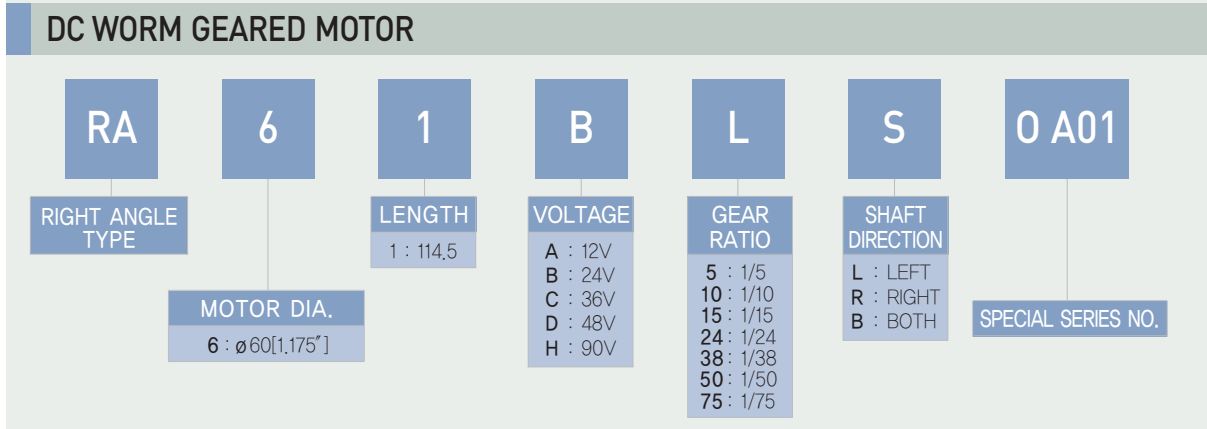 DC WORM GEARED MOTOR
RA 6 1 B L S 0 A01
RIGHT ANGLE
TYPE
MOTOR DIA.
6 : ø60[1.175″]
LENGTH
1 : 114.5
VOLTAGE
A : 12V
B : 24V
C : 36V
D : 48V
H : 90V
GEAR
RATIO
5 : 1/5
10 : 1/10
15 : 1/15
24 : 1/24
38 : 1/38
50 : 1/50
75 : 1/75
SHAFT
DIRECTION
L : LEFT
R : RIGHT
B : BOTH
SPECIAL SERIES NO.